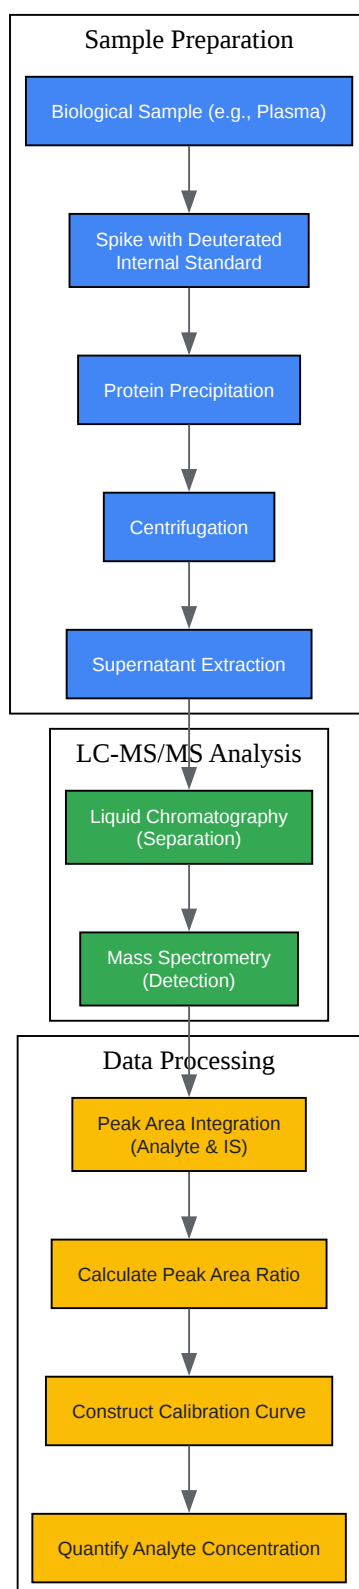 Sample Preparation
Biological Sample (e.g., Plasma)
Spike with Deuterated
Internal Standard
Protein Precipitation
Centrifugation
Supernatant Extraction
LC-MS/MS Analysis
Liquid Chromatography
(Separation)
Mass Spectrometry
(Detection)
Data Processing
Peak Area Integration
(Analyte & IS)
Calculate Peak Area Ratio
Construct Calibration Curve
Quantify Analyte Concentration